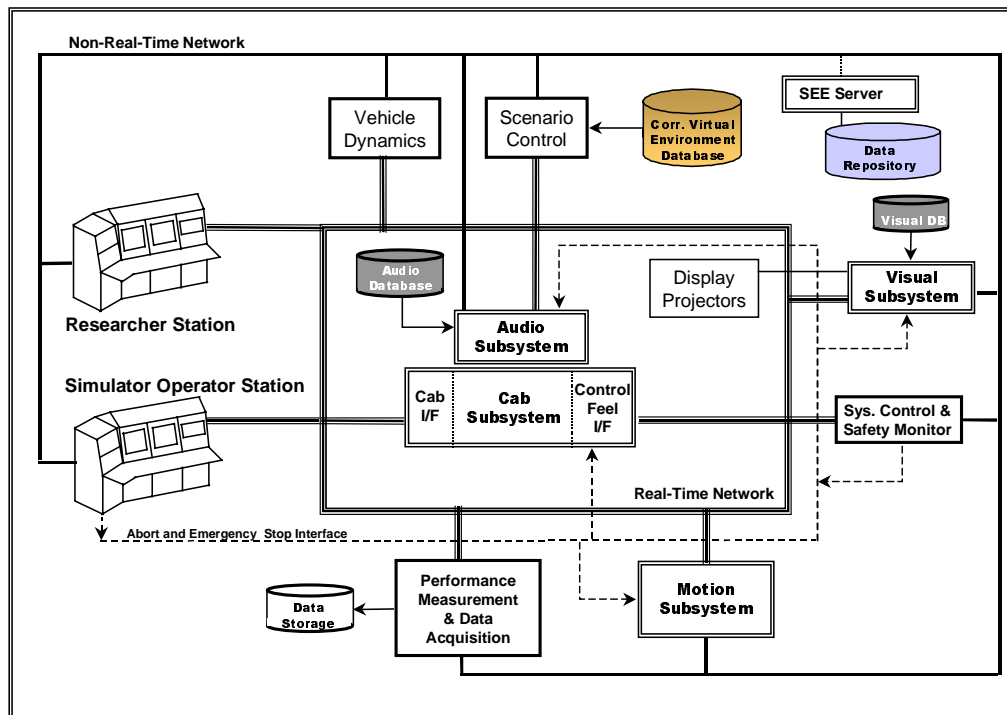 Non-Real-Time Network
Vehicle
Dynamics
Scenario
Control
Corr. Virtual
Environment
Database
SEE Server
Data
Repository
Visual DB
Audio
Database
Display
Projectors
Visual
Subsystem
Researcher Station
Audio
Subsystem
Simulator Operator Station
Cab
I/F
Cab
Subsystem
Control
Feel
I/F
Sys. Control &
Safety Monitor
Real-Time Network
Abort and Emergency Stop Interface
Data
Storage
Performance
Measurement
& Data
Acquisition
Motion
Subsystem